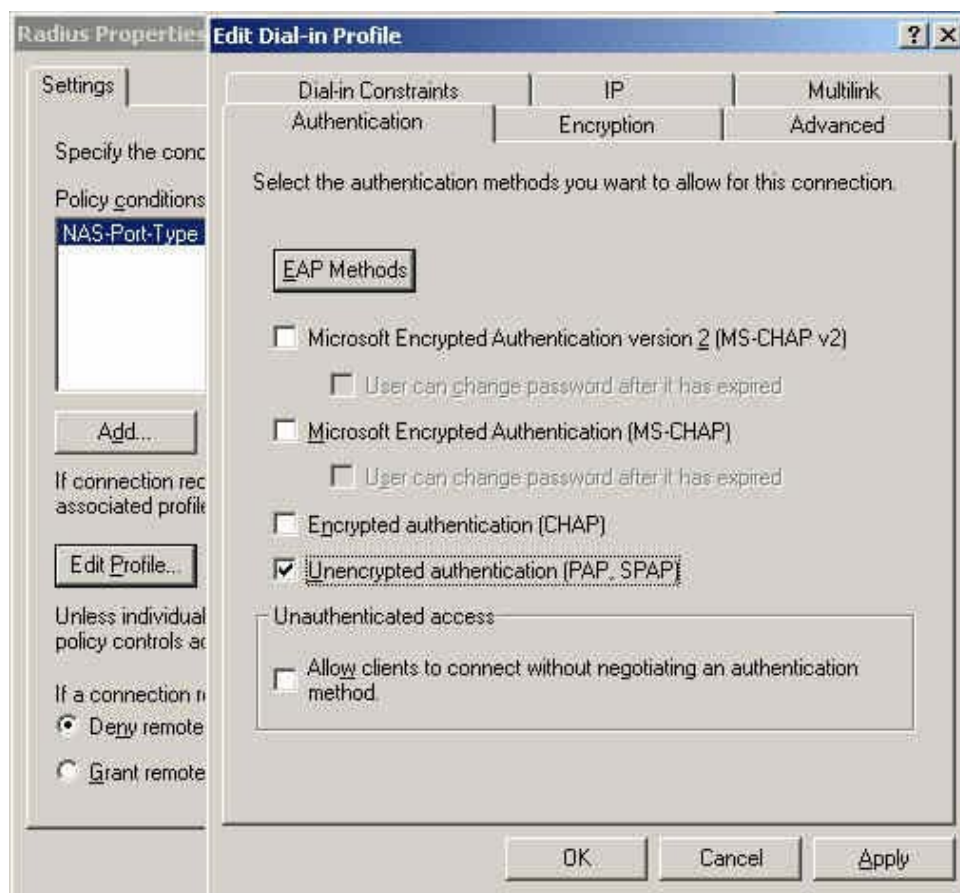 Radius Properties
Edit Dial-in Profile
Settings
Specify the conc
Policy conditions
NAS-Port-Type
Add...
If connection rec
associated profile
Edit Profile...
Unless individual
policy controls ac
If a connection r
Deny remote
Grant remote
Dial-in Constraints
IP
Multilink
Authentication
Encryption
Advanced
Select the authentication methods you want to allow for this connection.
EAP Methods
Microsoft Encrypted Authentication version 2 (MS-CHAP v2)
User can change password after it has expired
Microsoft Encrypted Authentication (MS-CHAP)
User can change password after it has expired
Encrypted authentication (CHAP)
Unencrypted authentication (PAP, SPAP)
Unauthenticated access
Allow clients to connect without negotiating an authentication
method.
OK
Cancel
Apply